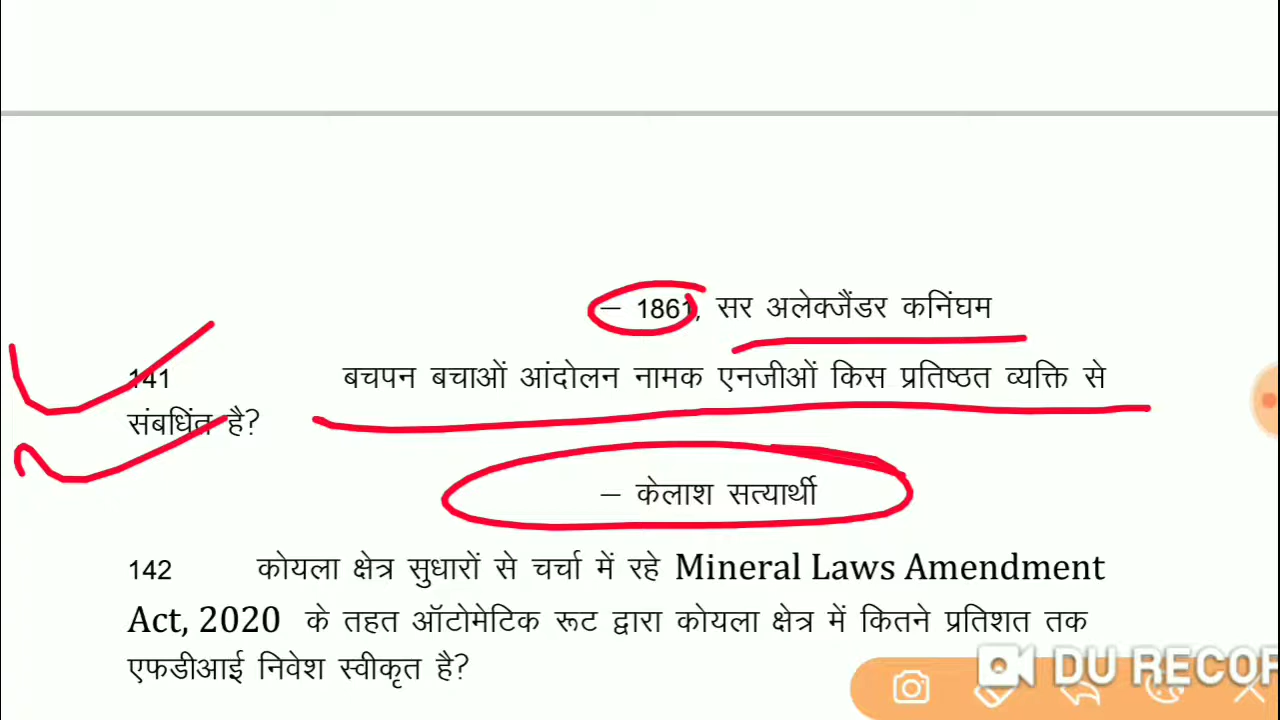 – 1861, सर अलेक्जैंडर कनिंघम
141 बचपन बचाओं आंदोलन नामक एनजीओं किस प्रतिष्ठत व्यक्ति से
संबधिंत है?
– केलाश सत्यार्थी
142 कोयला क्षेत्र सुधारों से चर्चा में रहे Mineral Laws Amendment
Act, 2020 के तहत ऑटोमेटिक रूट द्वारा कोयला क्षेत्र में कितने प्रतिशत तक
एफडीआई निवेश स्वीकृत है?
DU RECOR